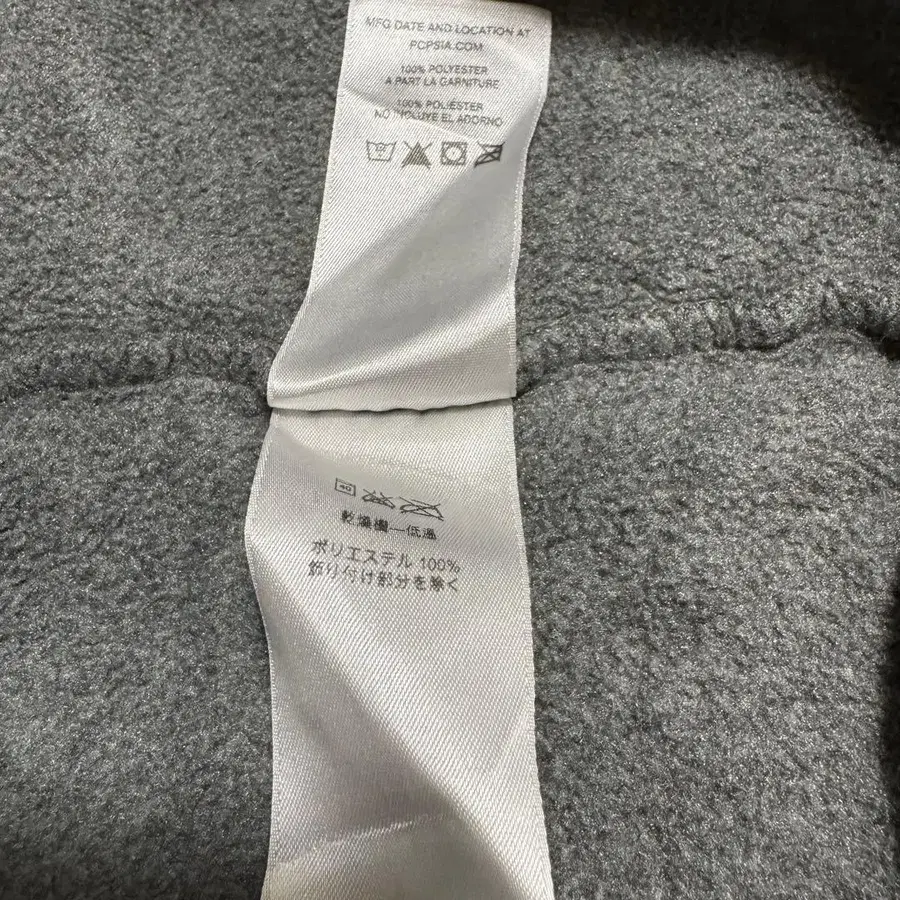 MFG DATE AND LOCATION AT
PCPSIA.COM
100% POLYESTER
A PART LA GARNITURE
100% POLIÉSTER
NO INCLUYE EL ADORNO
40
乾燥機—低温
ポリエステル 100%
飾り付け部分を除く